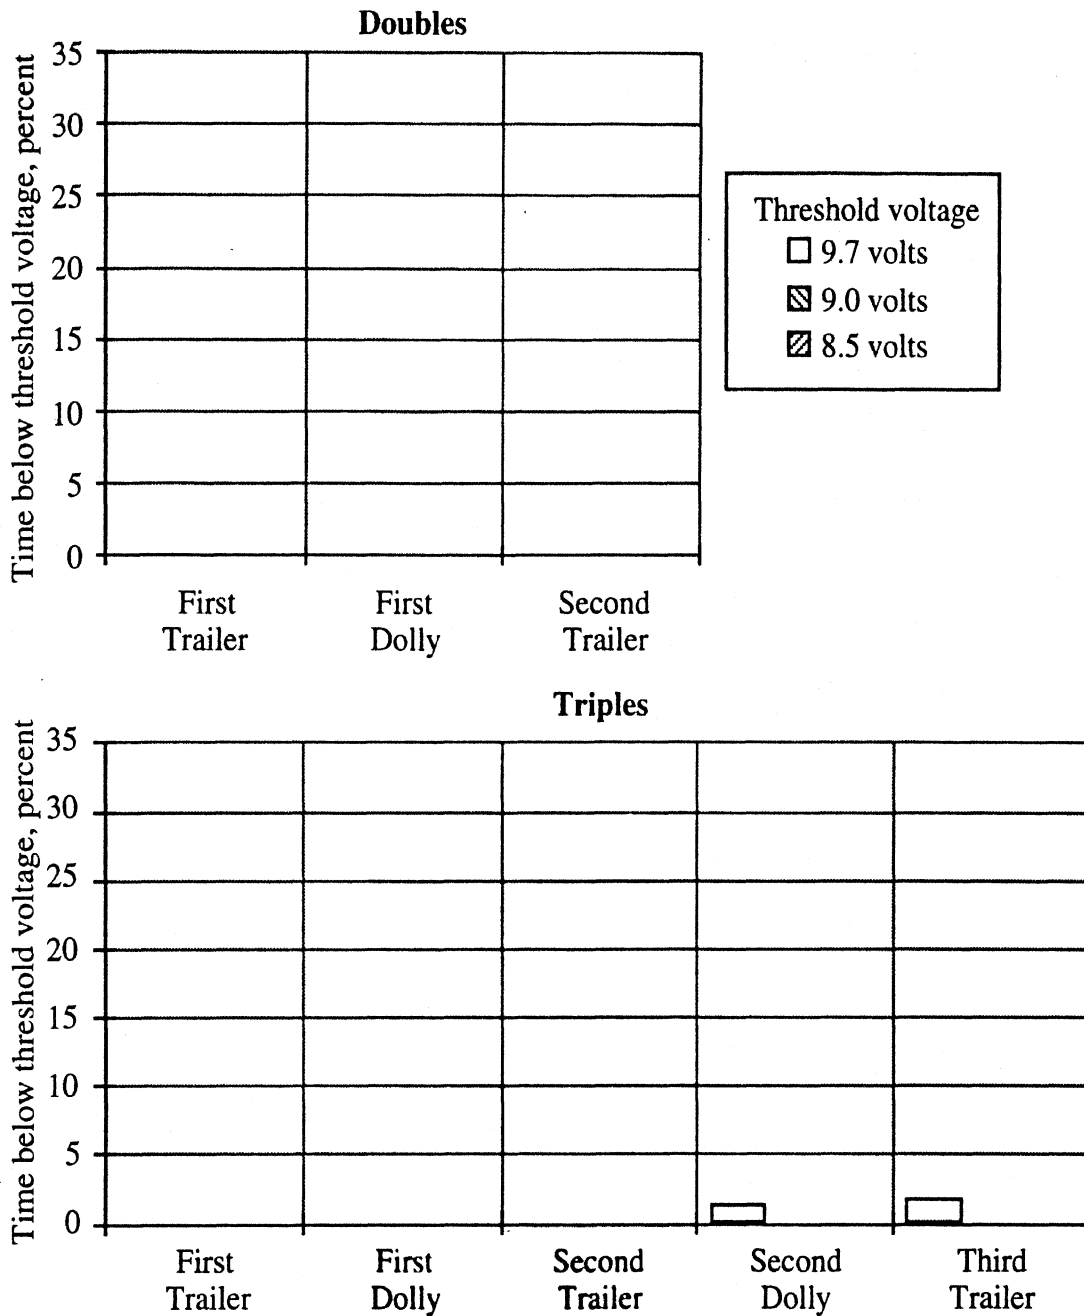 Doubles
Time below threshold voltage, percent
35
30
25
20
15
10
5
0
First
Trailer
First
Dolly
Second
Trailer
Threshold voltage
9.7 volts
9.0 volts
8.5 volts
Triples
Time below threshold voltage, percent
35
30
25
20
15
10
5
0
First
Trailer
First
Dolly
Second
Trailer
Second
Dolly
Third
Trailer